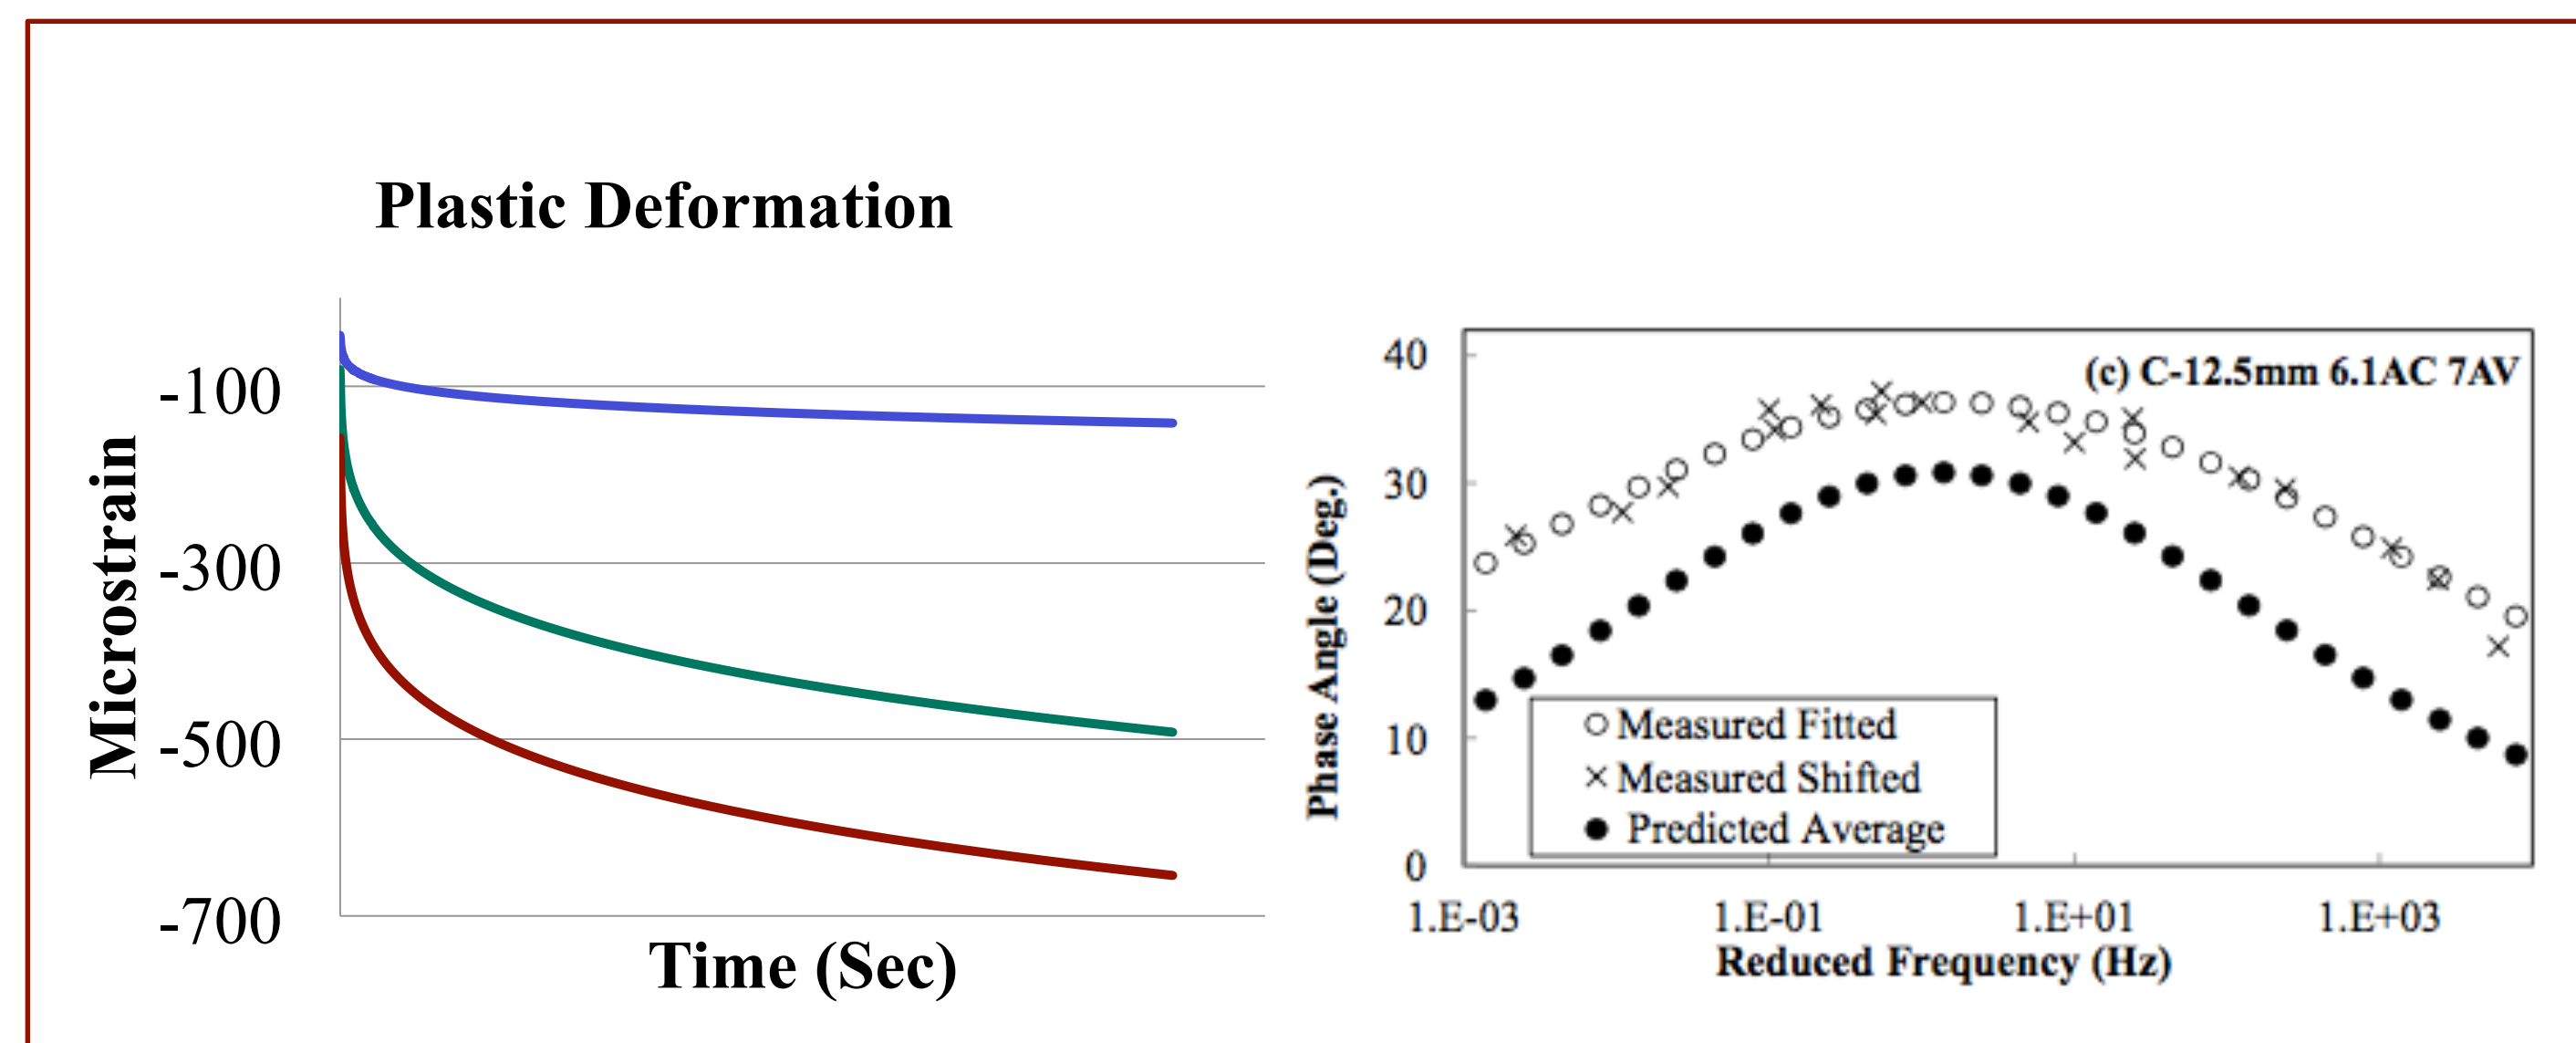 Plastic Deformation
Microstrain
-100
-300
-500
-700
Time (Sec)
Phase Angle (Deg.)
40
30
20
10
0
(c) C-12.5mm 6.1AC 7AV
Measured Fitted
Measured Shifted
Predicted Average
1.E-03 1.E-01 1.E+01 1.E+03
Reduced Frequency (Hz)